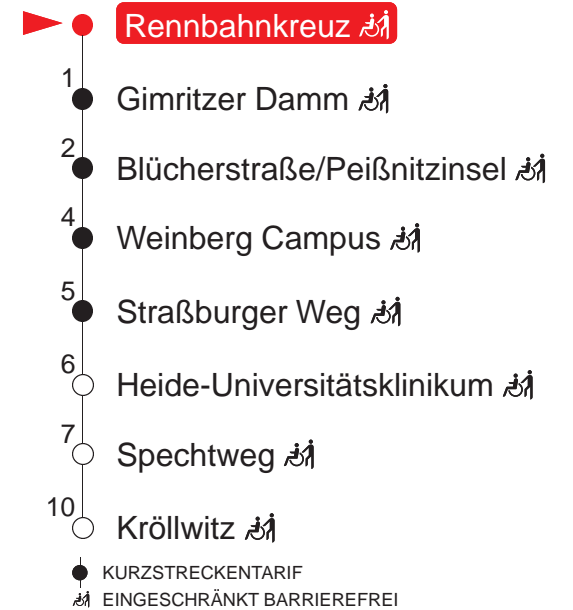 Rennbahnkreuz
1
Gimritzer Damm
2
Blücherstraße/Peißnitzinsel
4
Weinberg Campus
5
Straßburger Weg
6
Heide-Universitätsklinikum
7
Spechtweg
10
Kröllwitz
KURZSTRECKENTARIF
EINGESCHRÄNKT BARRIEREFREI